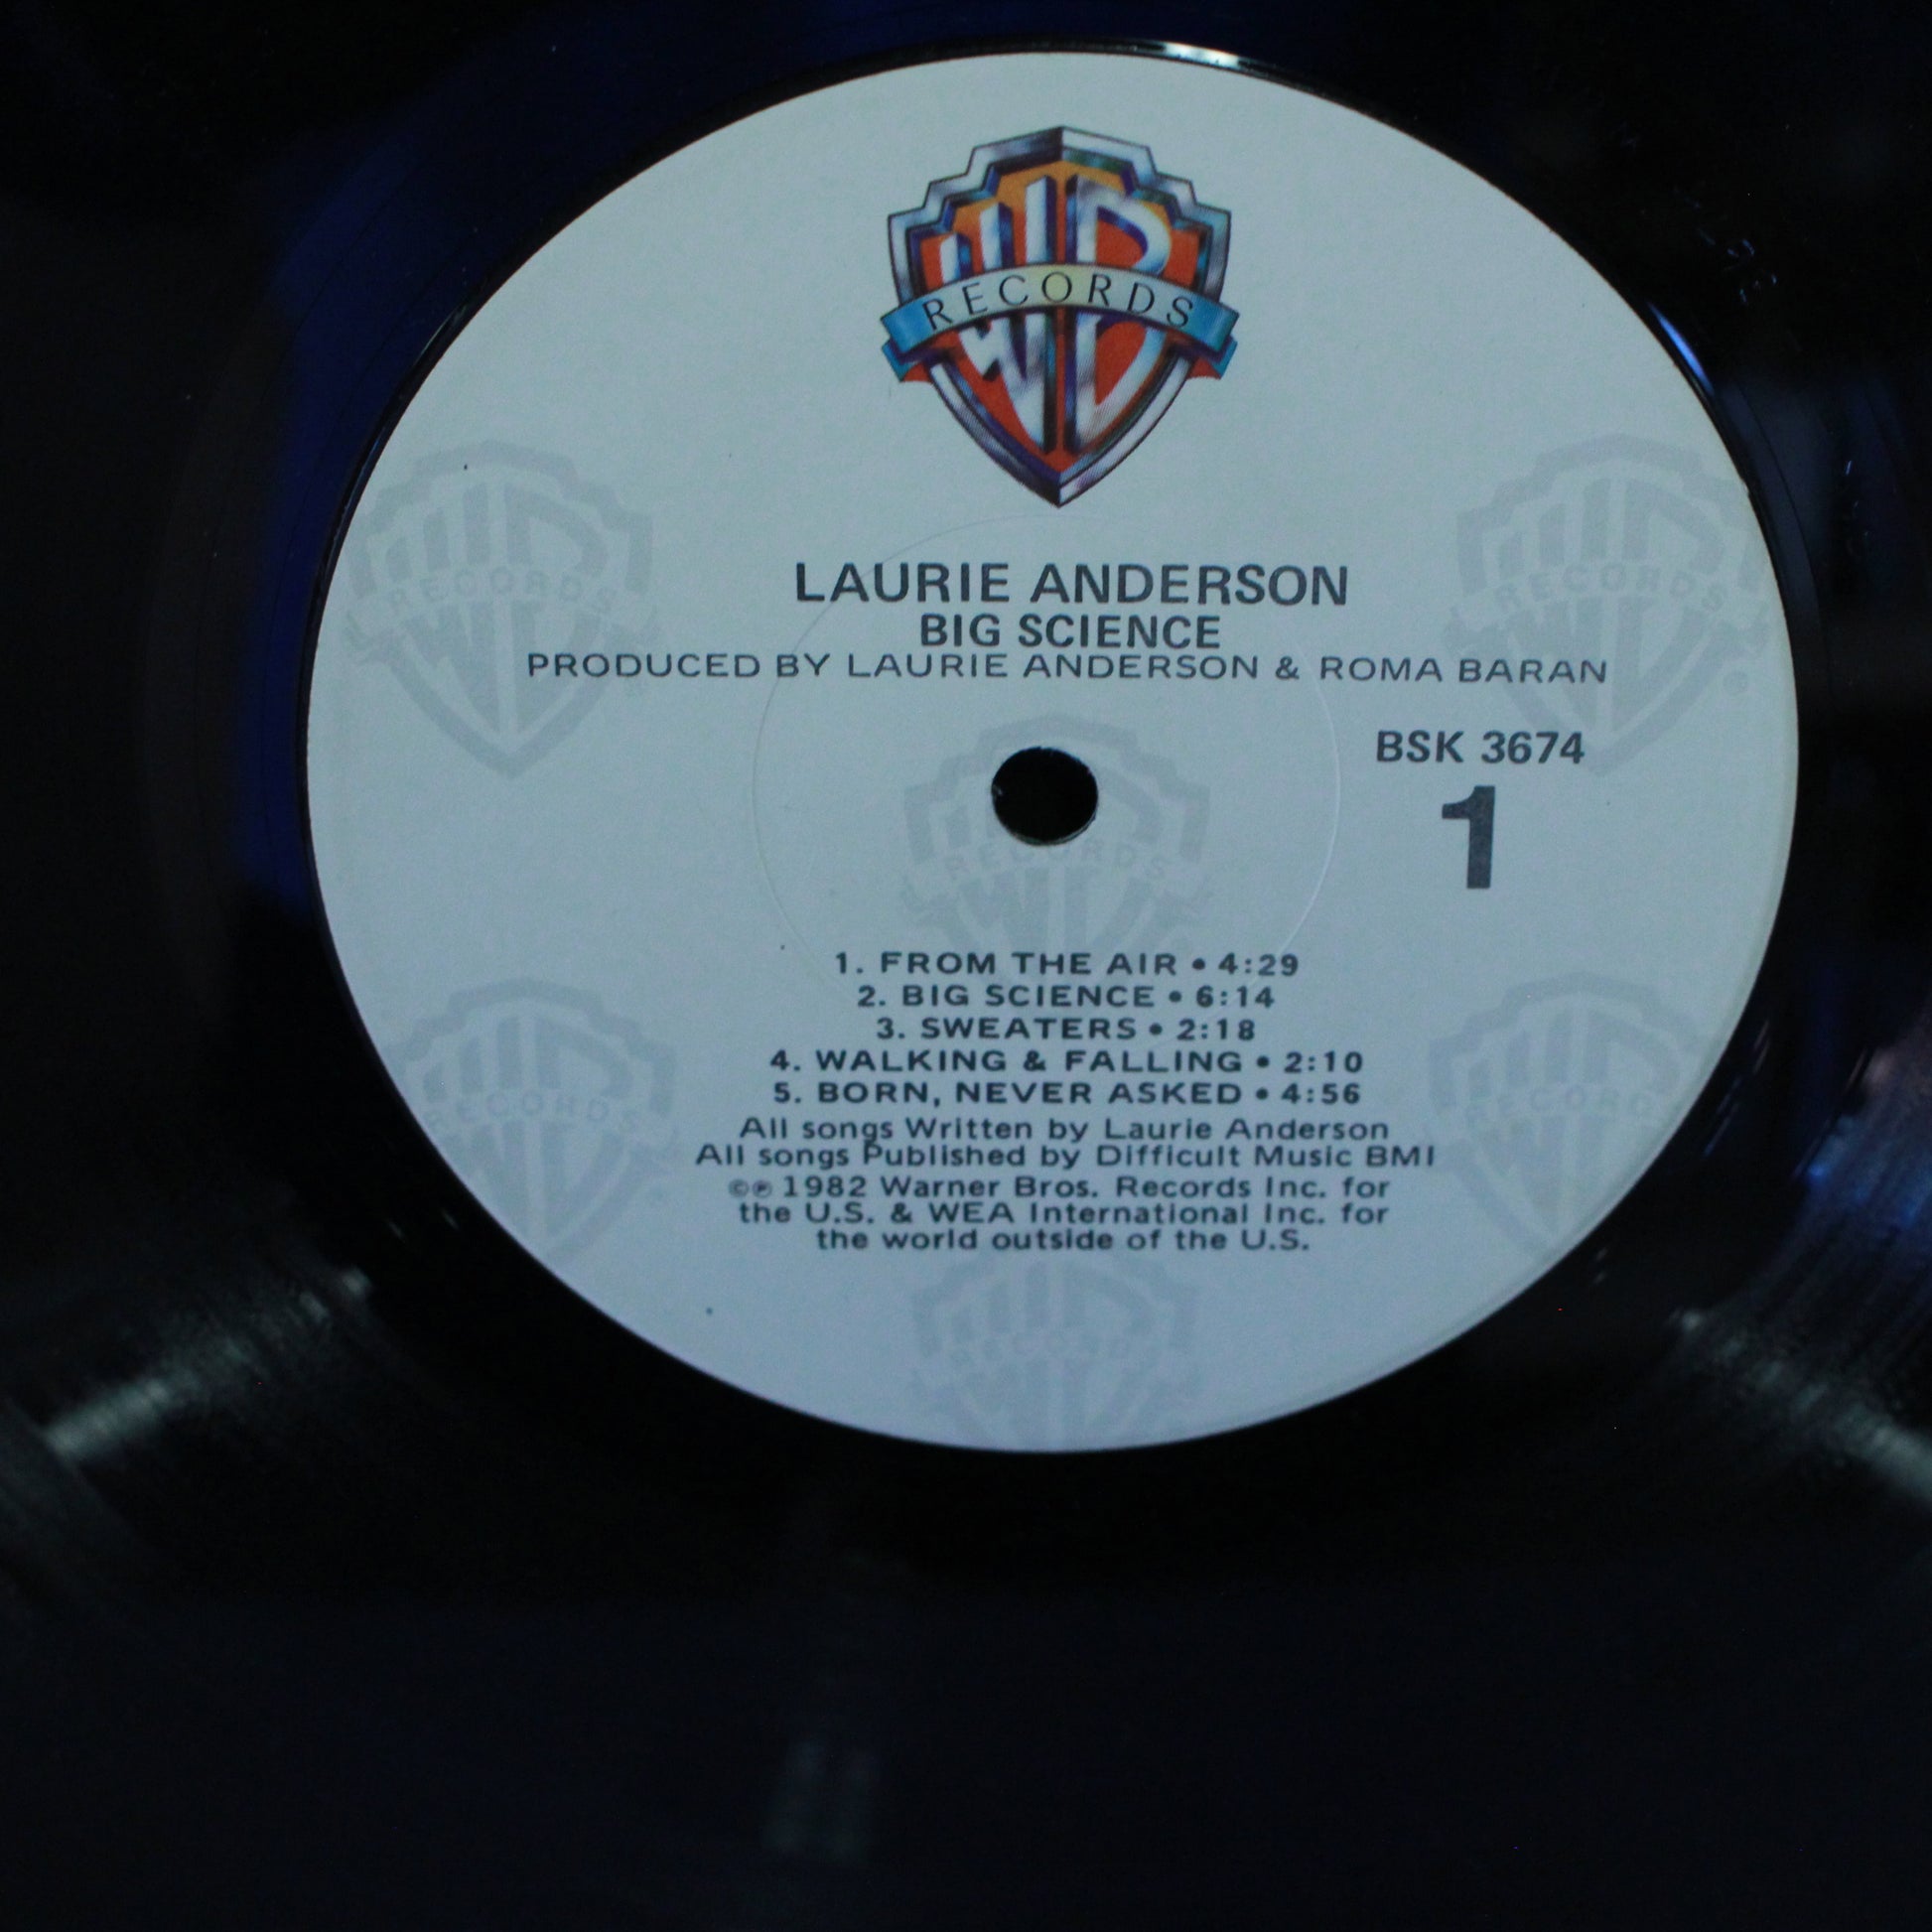 WB
RECORDS
LAURIE ANDERSON
BIG SCIENCE
PRODUCED BY LAURIE ANDERSON & ROMA BARAN
BSK 3674
1
1. FROM THE AIR • 4:29
2. BIG SCIENCE • 6:14
3. SWEATERS • 2:18
4. WALKING & FALLING • 2:10
5. BORN, NEVER ASKED • 4:56
All songs Written by Laurie Anderson
All songs Published by Difficult Music BMI
©℗ 1982 Warner Bros. Records Inc. for
the U.S. & WEA International Inc. for
the world outside of the U.S.